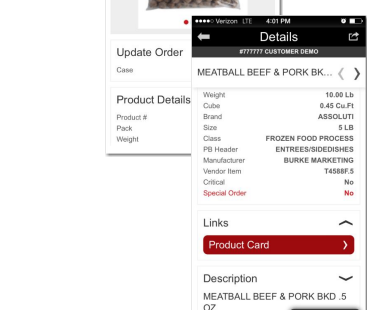 Update Order
Case
Product Details
Product #
Pack
Weight
Verizon LTE 4:01 PM
Details
#777777 CUSTOMER DEMO
MEATBALL BEEF & PORK BK...
Weight 10.00 Lb
Cube 0.45 Cu.Ft
Brand ASSOLUTI
Size 5 LB
Class FROZEN FOOD PROCESS
PB Header ENTREES/SIDEDISHES
Manufacturer BURKE MARKETING
Vendor Item T4588F.5
Critical No
Special Order No
Links
Product Card
Description
MEATBALL BEEF & PORK BKD .5
OZ